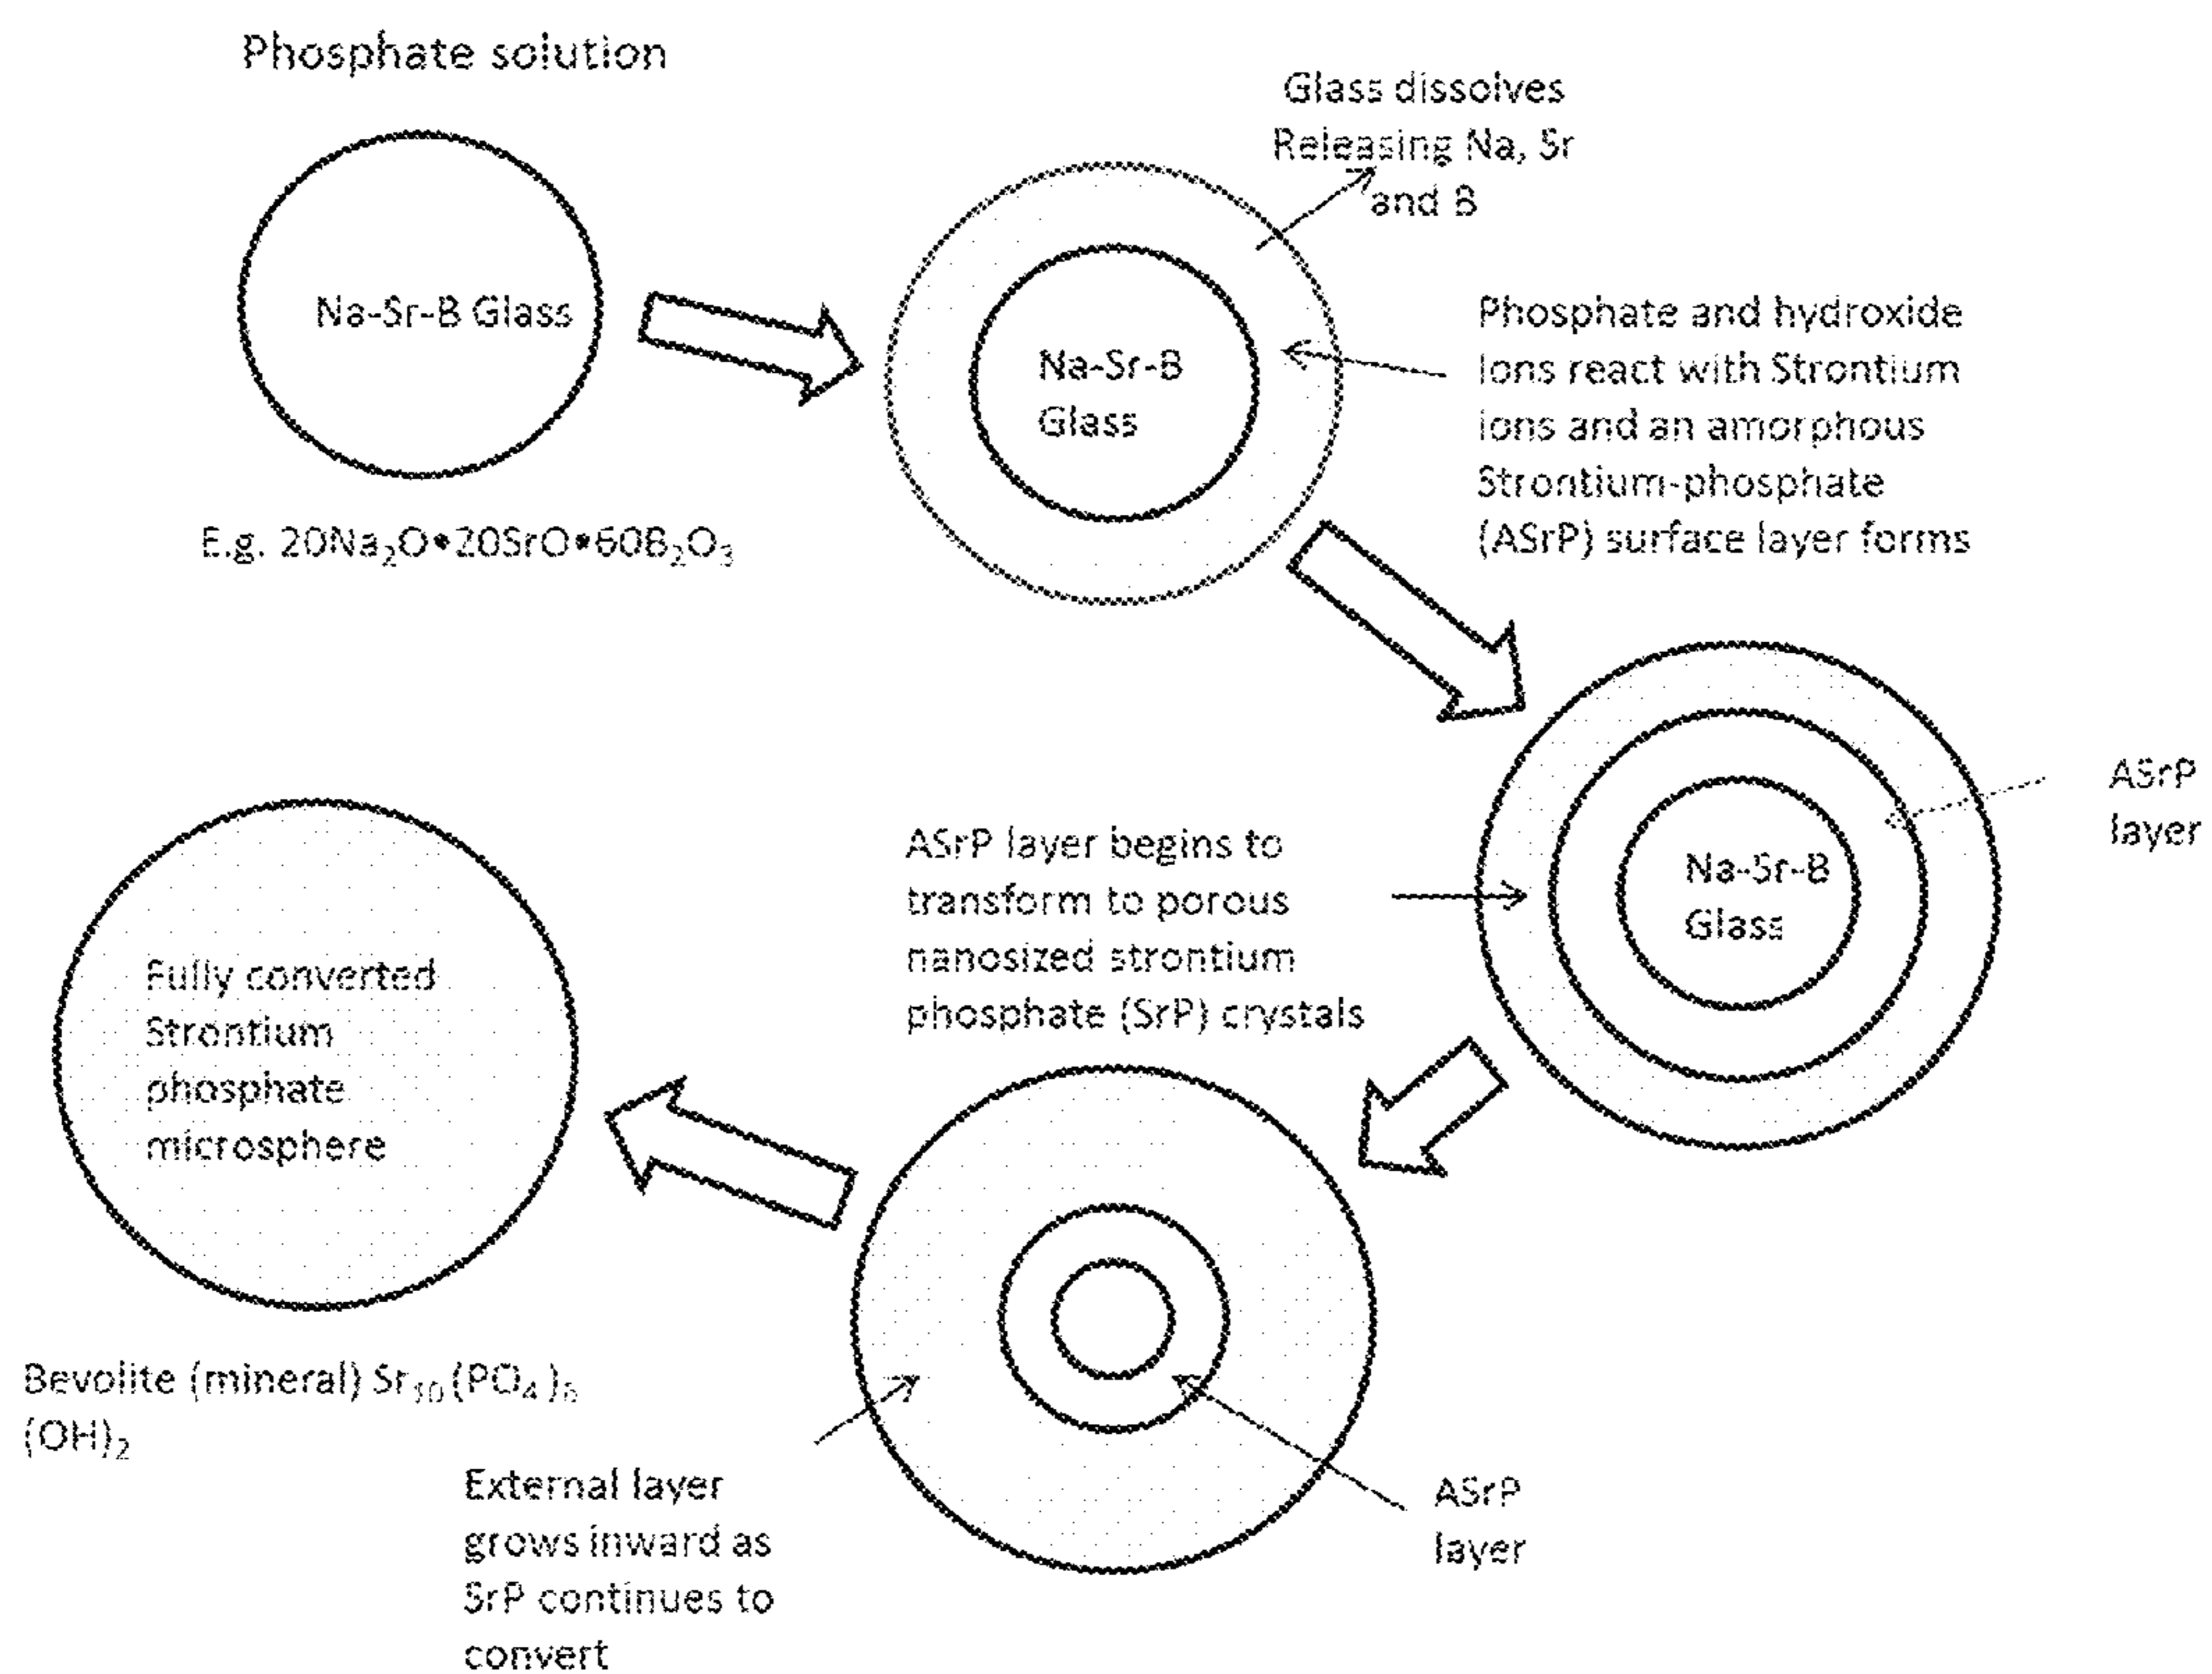 Phosphate solution
Na-Sr-B Glass
E.g. 20Na₂O•20SrO•60B₂O₃
Glass dissolves
Releasing Na, Sr
and B
Na-Sr-B
Glass
Phosphate and hydroxide
Ions react with Strontium
ions and an amorphous
Strontium-phosphate
(ASrP) surface layer forms
ASrP
layer
Na-Sr-B
Glass
ASrP layer begins to
transform to porous
nanosized strontium
phosphate (SrP) crystals
ASrP
layer
External layer
grows inward as
SrP continues to
convert
Fully converted
Strontium
phosphate
microsphere
Bevolite (mineral) Sr₁₀(PO₄)₆
(OH)₂